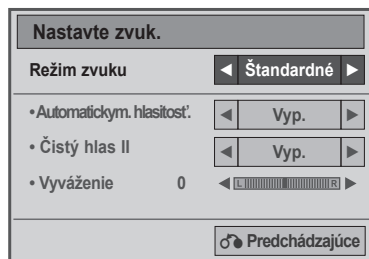 Nastavte zvuk.
Režim zvuku ◄ Štandardné ►
•Automatickym. hlasitosť. ◄ Vyp. ►
• Čistý hlas II ◄ Vyp. ►
• Vyváženie 0 ◄ L R ►
Predchádzajúce